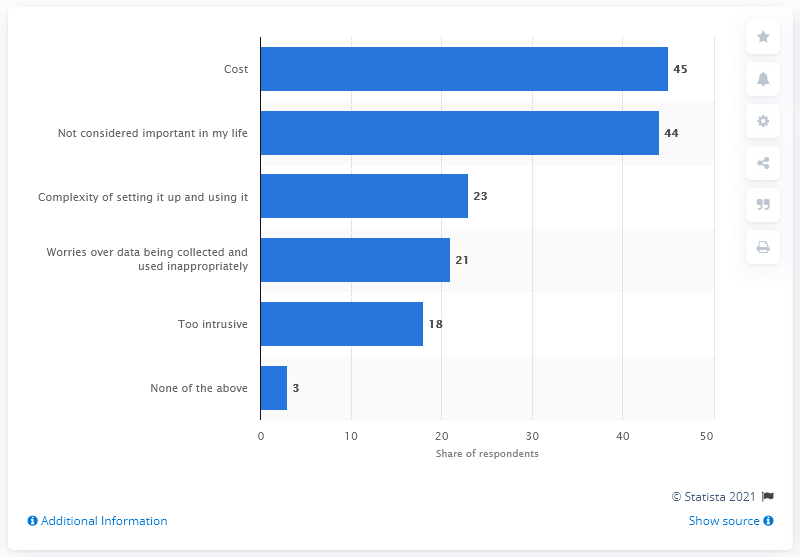 Cost
45
Not considered important in my life
44
Complexity of setting it up and using it
23
Worries over data being collected and
used inappropriately
21
Too intrusive
18
None of the above
3
0
10
20
30
40
50
Share of respondents
© Statista 2021
Additional Information
Show source